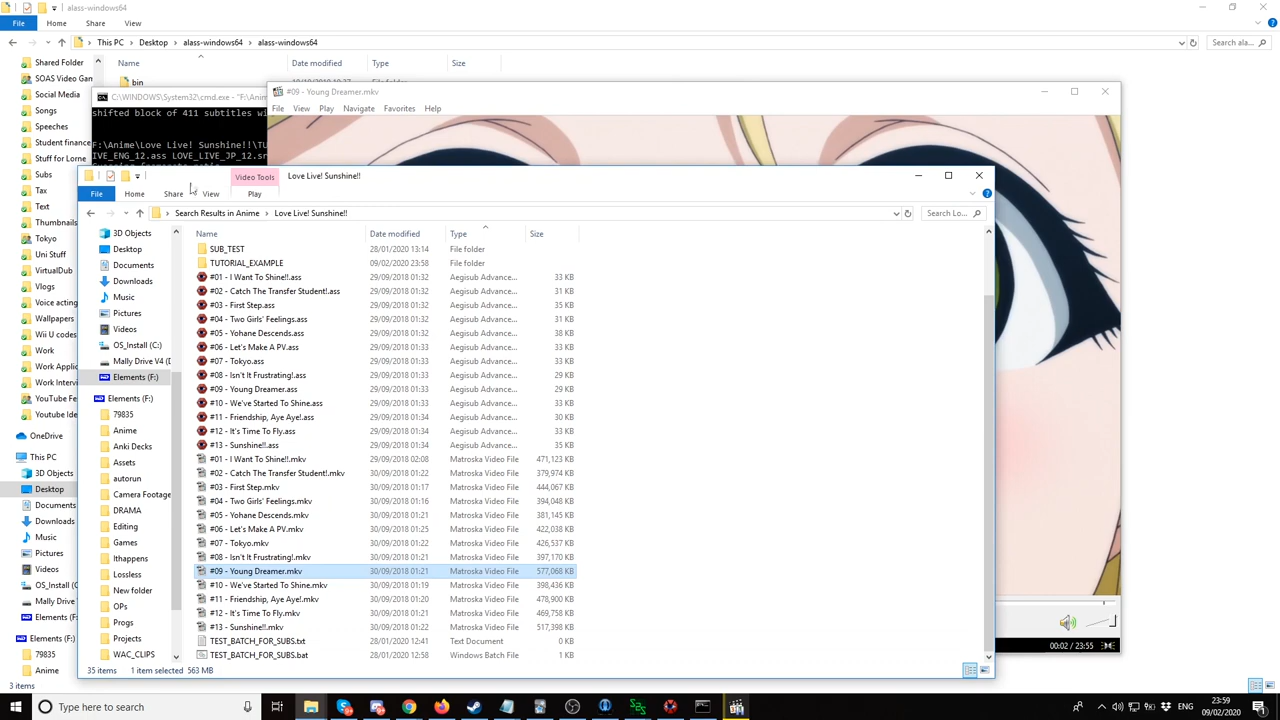 alass-windows64
File
Home
Share
View
This PC
Desktop
alass-windows64
alass-windows64
Search ala...
Shared Folder
SOAS Video Gam
Social Media
Songs
Speeches
Student finance
Stuff for Lorne
Subs
Tax
Text
Thumbnails
Tokyo
Uni Stuff
VirtualDub
Vlogs
Voice acting
Wallpapers
Wii U codes
Work
Work Applic
Work Interv
YouTube Fe
Youtube Ide
OneDrive
This PC
3D Objects
Desktop
Documents
Downloads
Music
Pictures
Videos
OS_Install (C:)
Mally Drive
Elements (F:)
Elements (F:)
79835
Anime
3 items
Name
Date modified
Type
Size
bin
File folder
C:\WINDOWS\System32\cmd.exe - "F:\Anim
shifted block of 411 subtitles wi
F:\Anime\Love Live! Sunshine!!\TU
IVE_ENG_12.ass LOVE_LIVE_JP_12.sr
#09 - Young Dreamer.mkv
File View Play Navigate Favorites Help
00:02 / 23:55
Video Tools
Love Live! Sunshine!!
File
Home
Share
View
Play
Search Results in Anime
Love Live! Sunshine!!
Search Lo...
3D Objects
Desktop
Documents
Downloads
Music
Pictures
Videos
OS_Install (C:)
Mally Drive V4 (D
Elements (F:)
Elements (F:)
79835
Anime
Anki Decks
Assets
autorun
Camera Footage
DRAMA
Editing
Games
Ithappens
Lossless
New folder
OPs
Progs
Projects
WAC_CLIPS
Name Date modified Type Size
SUB_TEST 28/01/2020 13:14 File folder
TUTORIAL_EXAMPLE 09/02/2020 23:58 File folder
#01 - I Want To Shine!!.ass 29/09/2018 01:32 Aegisub Advance... 33 KB
#02 - Catch The Transfer Student!.ass 29/09/2018 01:32 Aegisub Advance... 31 KB
#03 - First Step.ass 29/09/2018 01:32 Aegisub Advance... 35 KB
#04 - Two Girls' Feelings.ass 29/09/2018 01:32 Aegisub Advance... 31 KB
#05 - Yohane Descends.ass 29/09/2018 01:32 Aegisub Advance... 38 KB
#06 - Let's Make A PV.ass 29/09/2018 01:33 Aegisub Advance... 33 KB
#07 - Tokyo.ass 29/09/2018 01:33 Aegisub Advance... 33 KB
#08 - Isn't It Frustrating!.ass 29/09/2018 01:33 Aegisub Advance... 29 KB
#09 - Young Dreamer.ass 29/09/2018 01:33 Aegisub Advance... 29 KB
#10 - We've Started To Shine.ass 29/09/2018 01:33 Aegisub Advance... 33 KB
#11 - Friendship, Aye Aye!.ass 29/09/2018 01:34 Aegisub Advance... 30 KB
#12 - It's Time To Fly.ass 29/09/2018 01:34 Aegisub Advance... 31 KB
#13 - Sunshine!!.ass 29/09/2018 01:34 Aegisub Advance... 35 KB
#01 - I Want To Shine!!.mkv 29/09/2018 02:08 Matroska Video File 471,123 KB
#02 - Catch The Transfer Student!.mkv 30/09/2018 01:22 Matroska Video File 379,974 KB
#03 - First Step.mkv 30/09/2018 01:17 Matroska Video File 444,067 KB
#04 - Two Girls' Feelings.mkv 30/09/2018 01:16 Matroska Video File 394,048 KB
#05 - Yohane Descends.mkv 30/09/2018 01:22 Matroska Video File 381,145 KB
#06 - Let's Make A PV.mkv 30/09/2018 01:25 Matroska Video File 422,038 KB
#07 - Tokyo.mkv 30/09/2018 01:22 Matroska Video File 426,537 KB
#08 - Isn't It Frustrating!.mkv 30/09/2018 01:21 Matroska Video File 397,170 KB
#09 - Young Dreamer.mkv 30/09/2018 01:21 Matroska Video File 577,068 KB
#10 - We've Started To Shine.mkv 30/09/2018 01:19 Matroska Video File 398,436 KB
#11 - Friendship, Aye Aye!.mkv 30/09/2018 01:20 Matroska Video File 478,900 KB
#12 - It's Time To Fly.mkv 30/09/2018 01:21 Matroska Video File 469,758 KB
#13 - Sunshine!!.mkv 30/09/2018 01:22 Matroska Video File 517,398 KB
TEST_BATCH_FOR_SUBS.txt 28/01/2020 12:41 Text Document 0 KB
TEST_BATCH_FOR_SUBS.bat 28/01/2020 12:58 Windows Batch File 1 KB
35 items 1 item selected 563 MB
Type here to search
ENG
23:59
09/02/2020